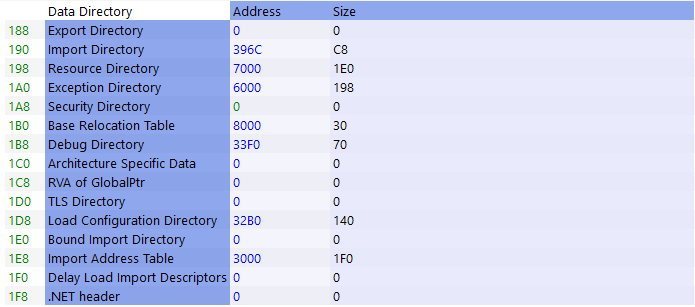 Data Directory Address Size
188 Export Directory 0 0
190 Import Directory 396C C8
198 Resource Directory 7000 1E0
1A0 Exception Directory 6000 198
1A8 Security Directory 0 0
1B0 Base Relocation Table 8000 30
1B8 Debug Directory 33F0 70
1C0 Architecture Specific Data 0 0
1C8 RVA of GlobalPtr 0 0
1D0 TLS Directory 0 0
1D8 Load Configuration Directory 32B0 140
1E0 Bound Import Directory 0 0
1E8 Import Address Table 3000 1F0
1F0 Delay Load Import Descriptors 0 0
1F8 .NET header 0 0